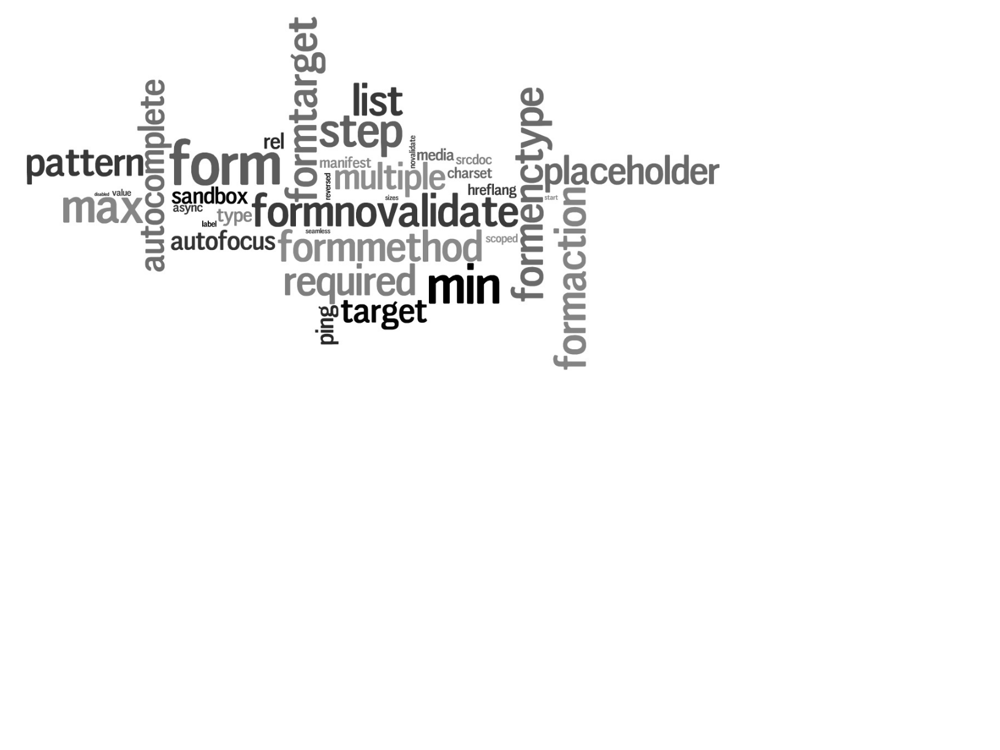 formtarget
autocomplete
list
formenctype
step
rel
novalidate
pattern
form
media
srcdoc
manifest
placeholder
multiple
charset
reversed
hreflang
disabled
value
max
sandbox
sizes
start
async
type
formnovalidate
formaction
label
seamless
autofocus
formmethod
scoped
required
min
target
ping